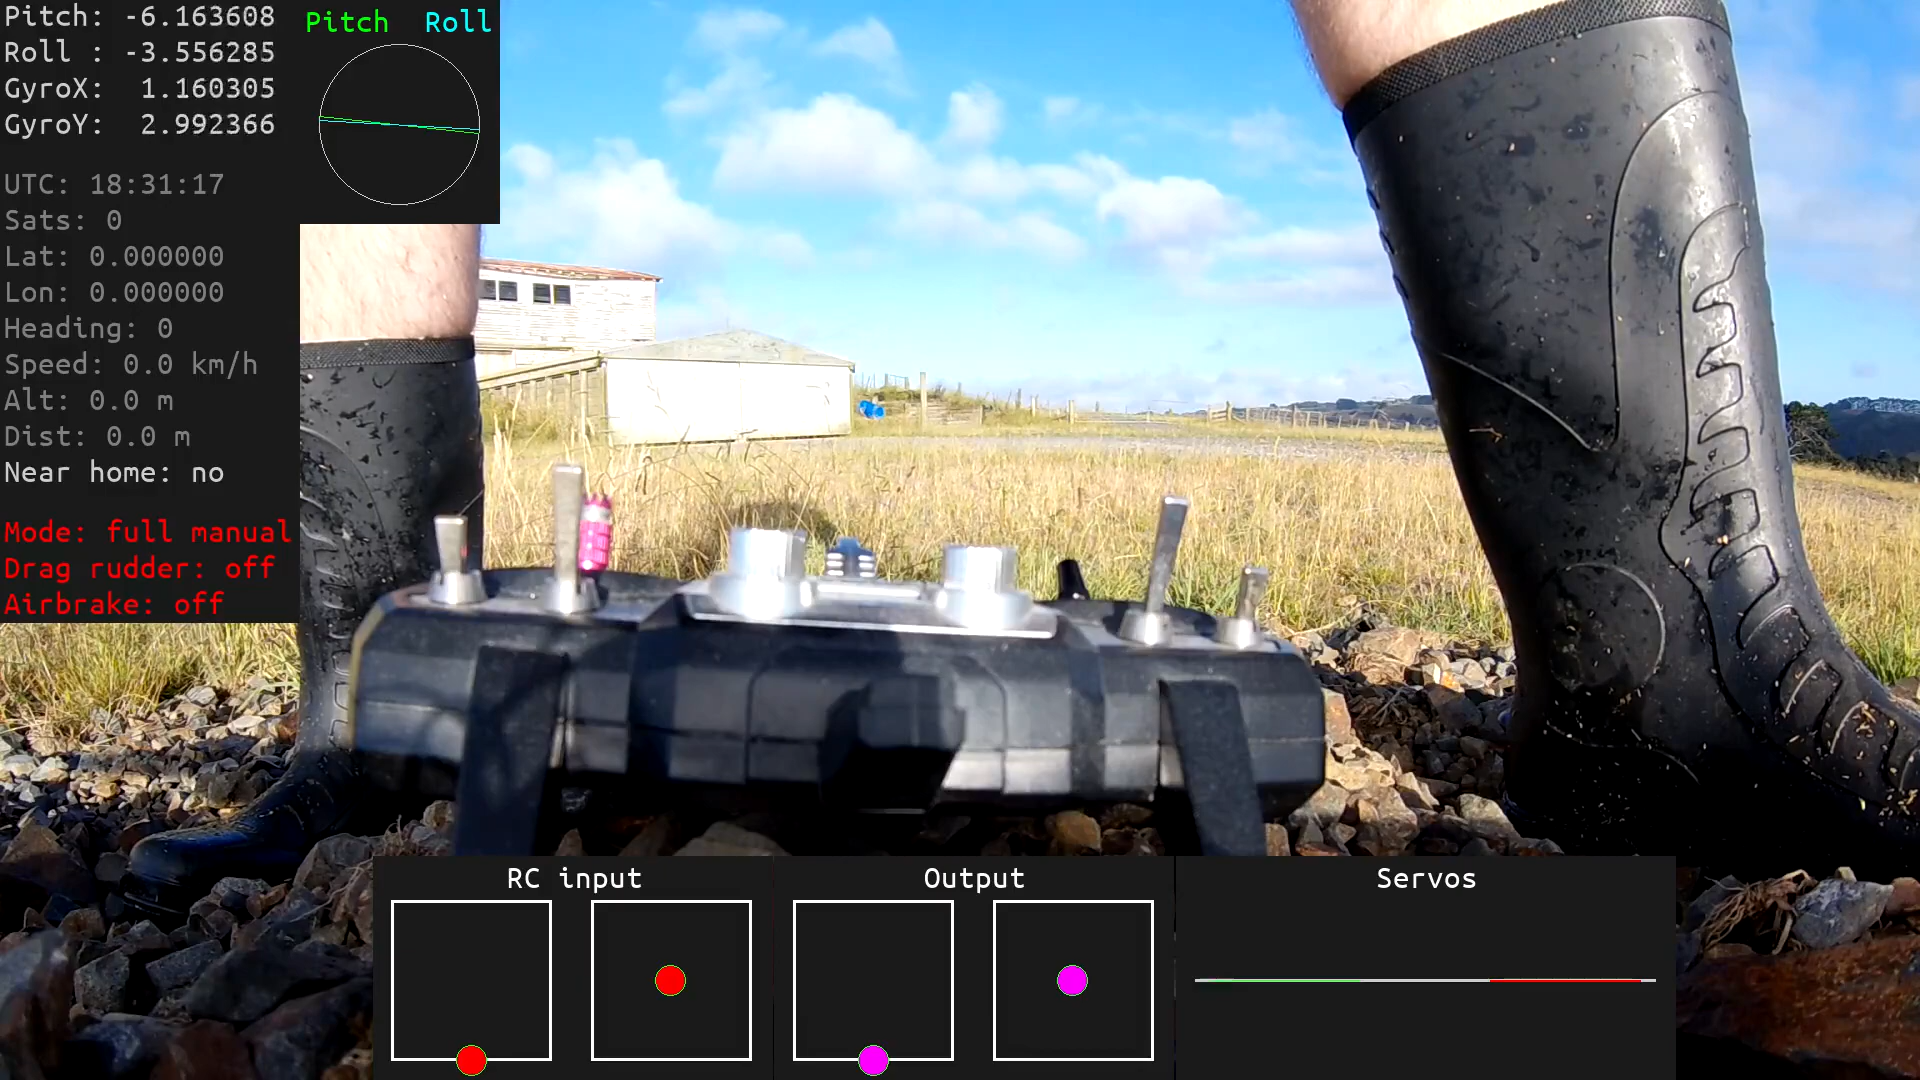 Pitch: -6.163608
Roll : -3.556285
GyroX:  1.160305
GyroY:  2.992366
Pitch  Roll
UTC: 18:31:17
Sats: 0
Lat: 0.000000
Lon: 0.000000
Heading: 0
Speed: 0.0 km/h
Alt: 0.0 m
Dist: 0.0 m
Near home: no
Mode: full manual
Drag rudder: off
Airbrake: off
RC input
Output
Servos